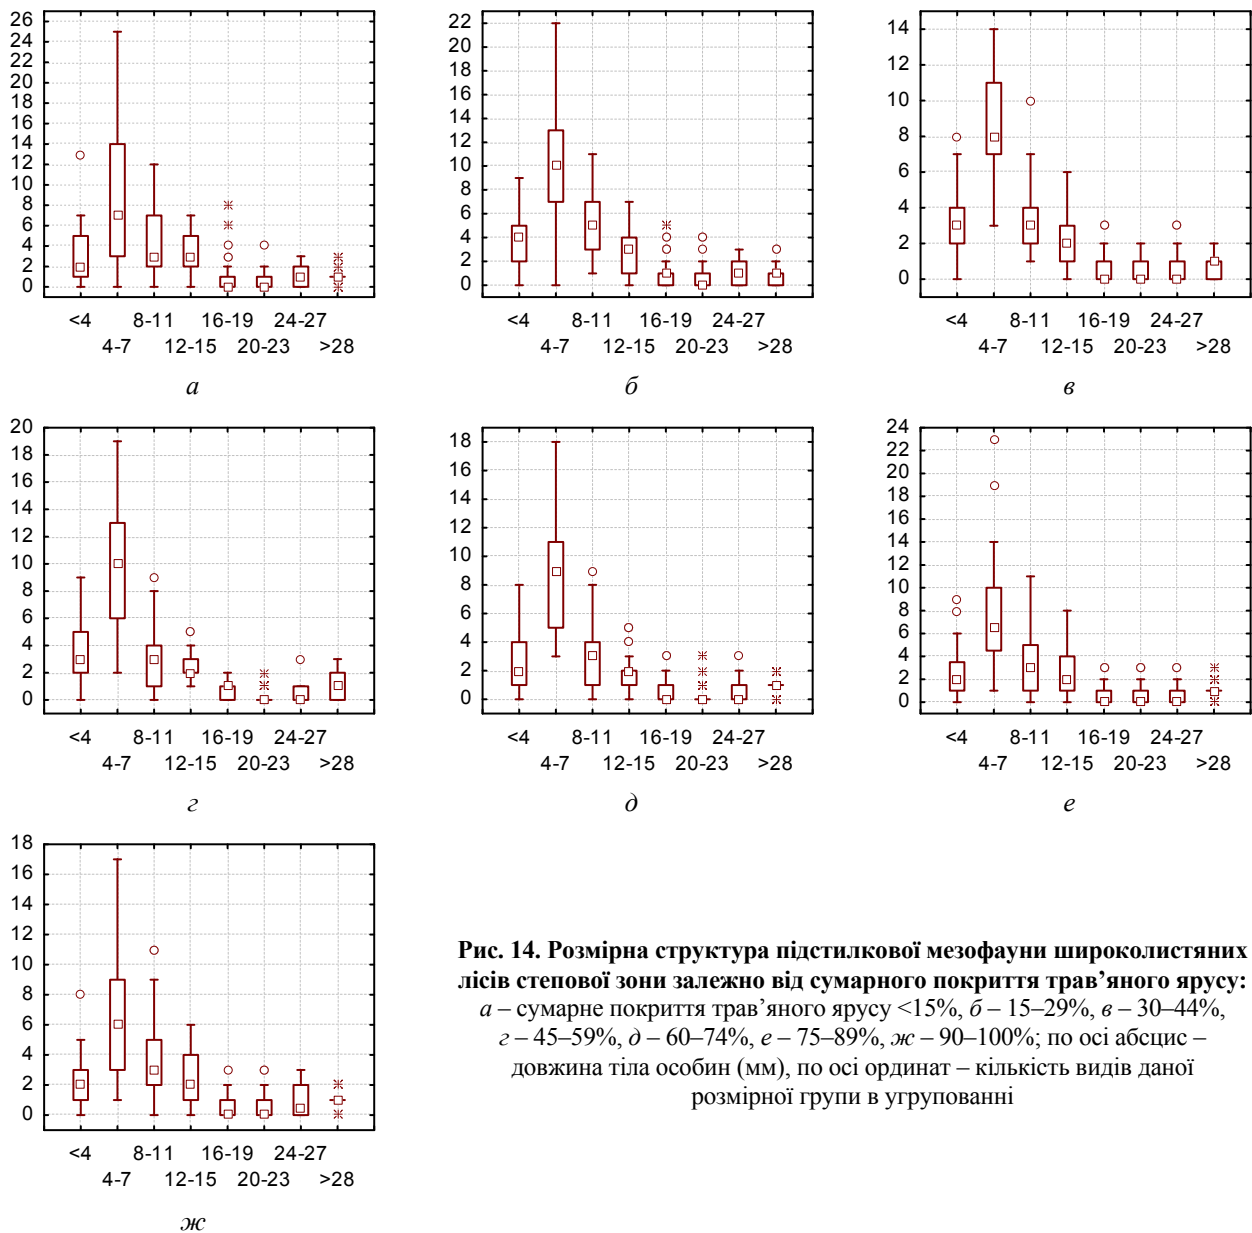 26
24
22
20
18
16
14
12
10
8
6
4
2
0
<4 8-11 16-19 24-27
4-7 12-15 20-23 >28
а
22
20
18
16
14
12
10
8
6
4
2
0
<4 8-11 16-19 24-27
4-7 12-15 20-23 >28
б
14
12
10
8
6
4
2
0
<4 8-11 16-19 24-27
4-7 12-15 20-23 >28
в
20
18
16
14
12
10
8
6
4
2
0
<4 8-11 16-19 24-27
4-7 12-15 20-23 >28
г
18
16
14
12
10
8
6
4
2
0
<4 8-11 16-19 24-27
4-7 12-15 20-23 >28
д
24
22
20
18
16
14
12
10
8
6
4
2
0
<4 8-11 16-19 24-27
4-7 12-15 20-23 >28
е
18
16
14
12
10
8
6
4
2
0
<4 8-11 16-19 24-27
4-7 12-15 20-23 >28
ж
Рис. 14. Розмірна структура підстилкової мезофауни широколистяних
лісів степової зони залежно від сумарного покриття трав’яного ярусу:
а – сумарне покриття трав’яного ярусу <15%, б – 15–29%, в – 30–44%,
г – 45–59%, д – 60–74%, е – 75–89%, ж – 90–100%; по осі абсцис –
довжина тіла особин (мм), по осі ординат – кількість видів даної
розмірної групи в угрупованні